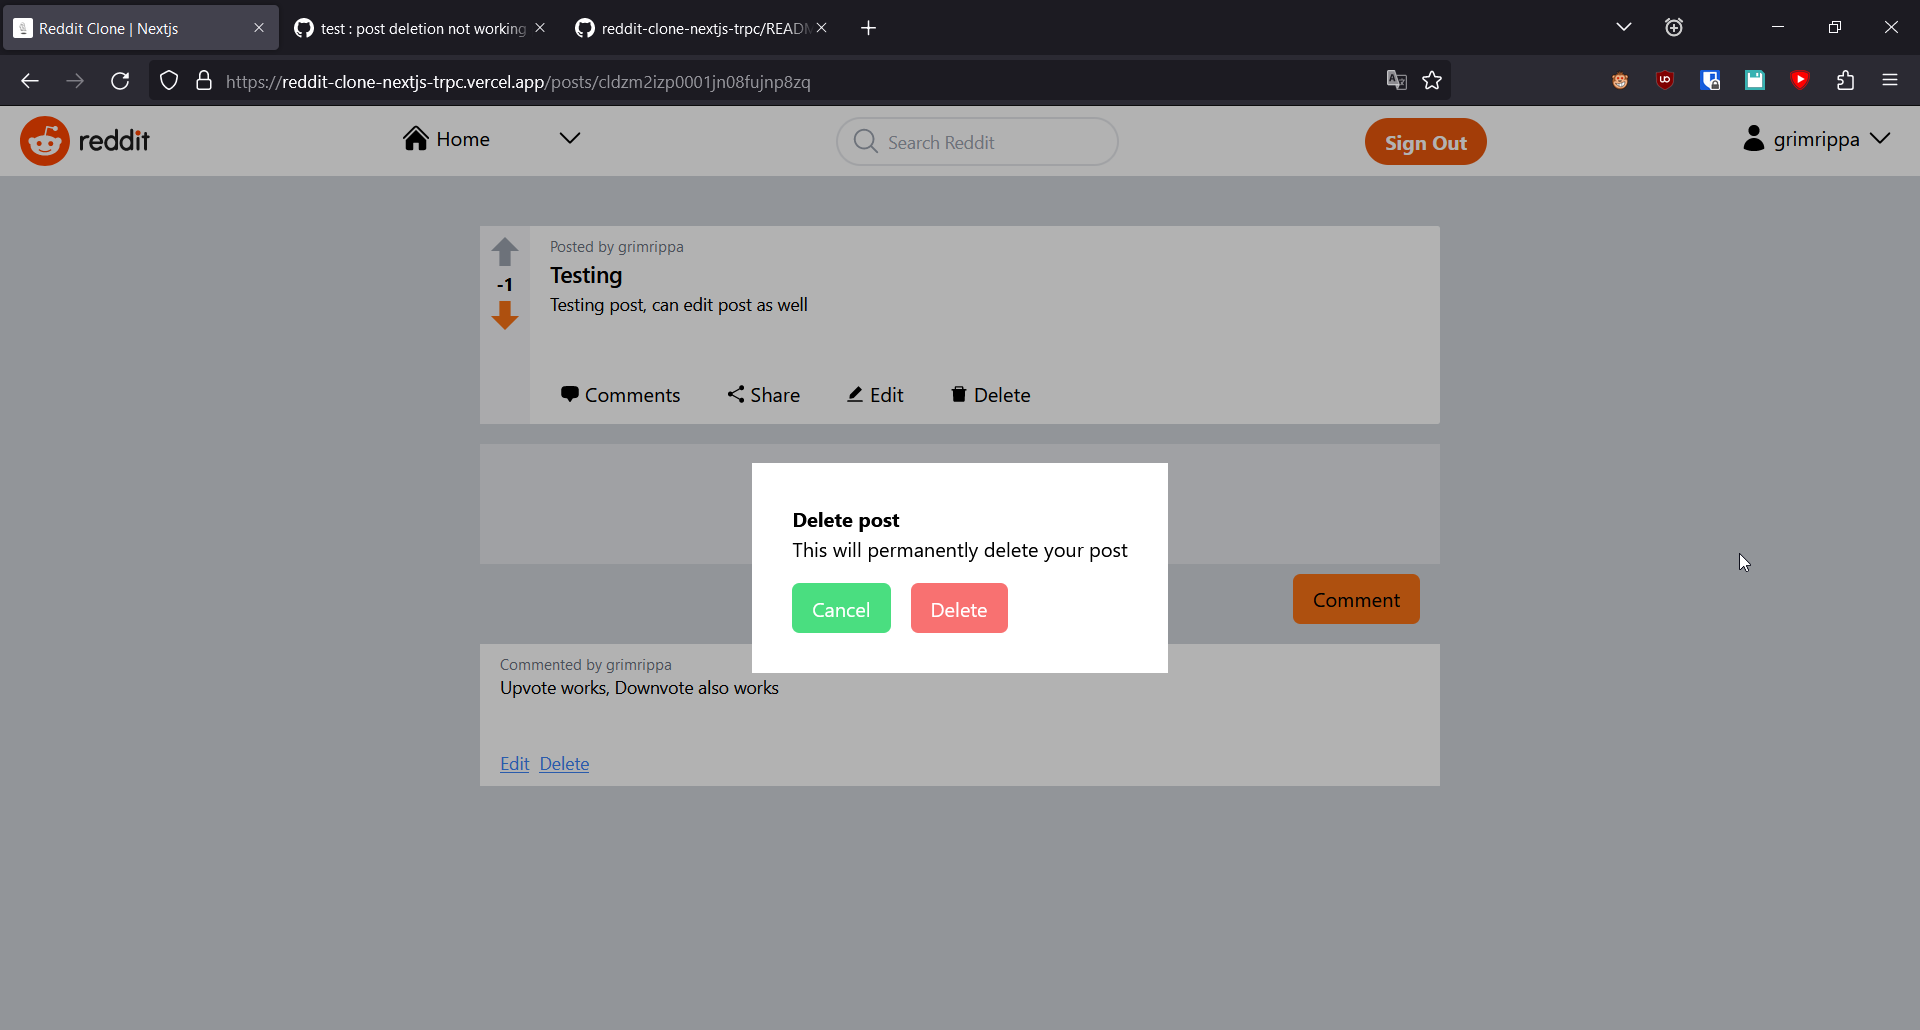 Reddit Clone | Nextjs
test : post deletion not working
reddit-clone-nextjs-trpc/READM
https://reddit-clone-nextjs-trpc.vercel.app/posts/cldzm2izp0001jn08fujnp8zq
reddit
Home
Search Reddit
Sign Out
grimrippa
Posted by grimrippa
-1
Testing
Testing post, can edit post as well
Comments
Share
Edit
Delete
Delete post
This will permanently delete your post
Cancel
Delete
Comment
Commented by grimrippa
Upvote works, Downvote also works
Edit Delete